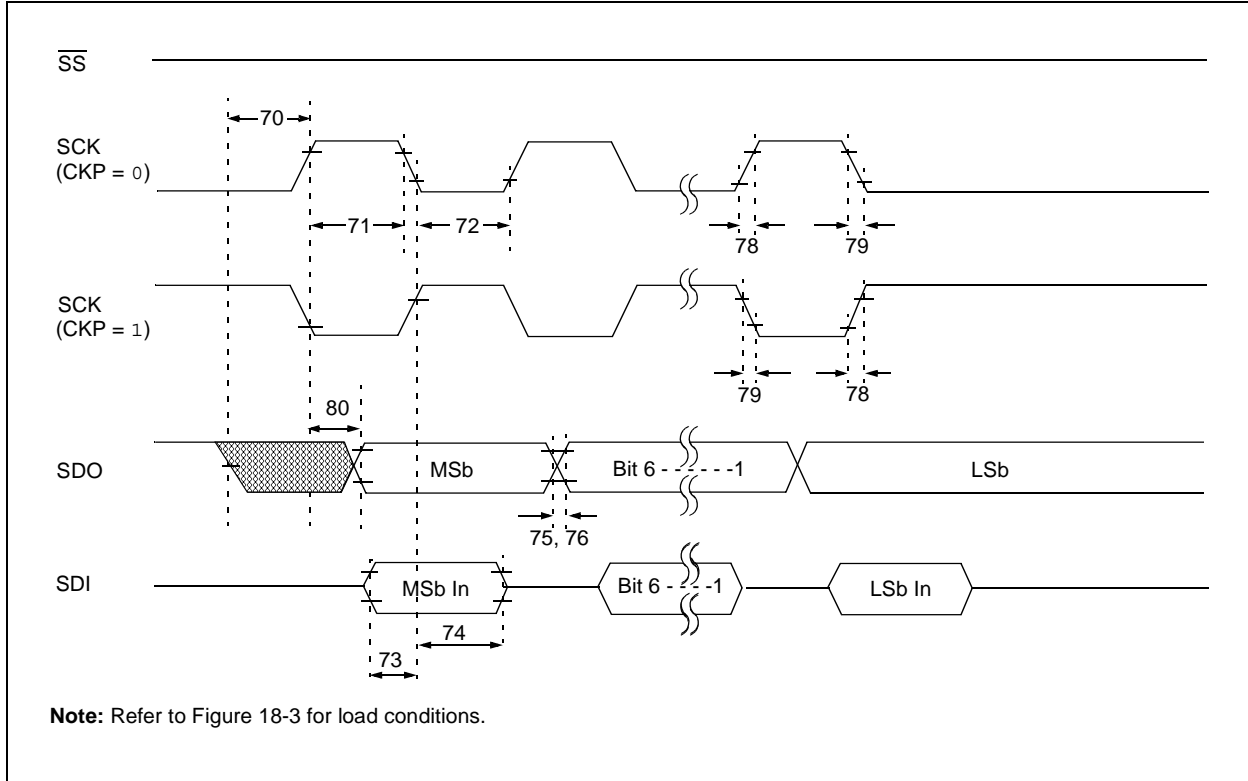 SS
70
SCK
(CKP = 0)
71
72
78
79
SCK
(CKP = 1)
79
78
80
SDO
MSb
Bit 6 - - - - - - -1
LSb
75, 76
SDI
MSb In
Bit 6 - - - - -1
LSb In
74
73
Note: Refer to Figure 18-3 for load conditions.